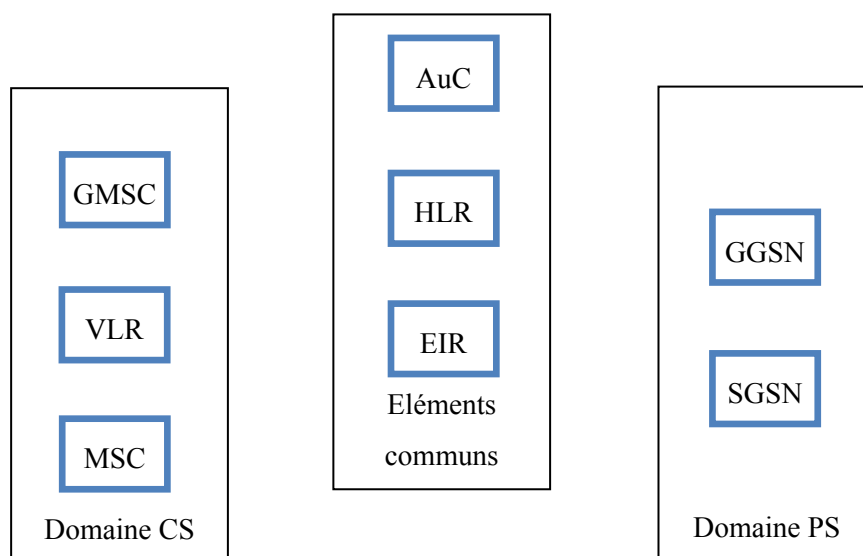 GMSC
VLR
MSC
Domaine CS
AuC
HLR
EIR
Eléments
communs
GGSN
SGSN
Domaine PS